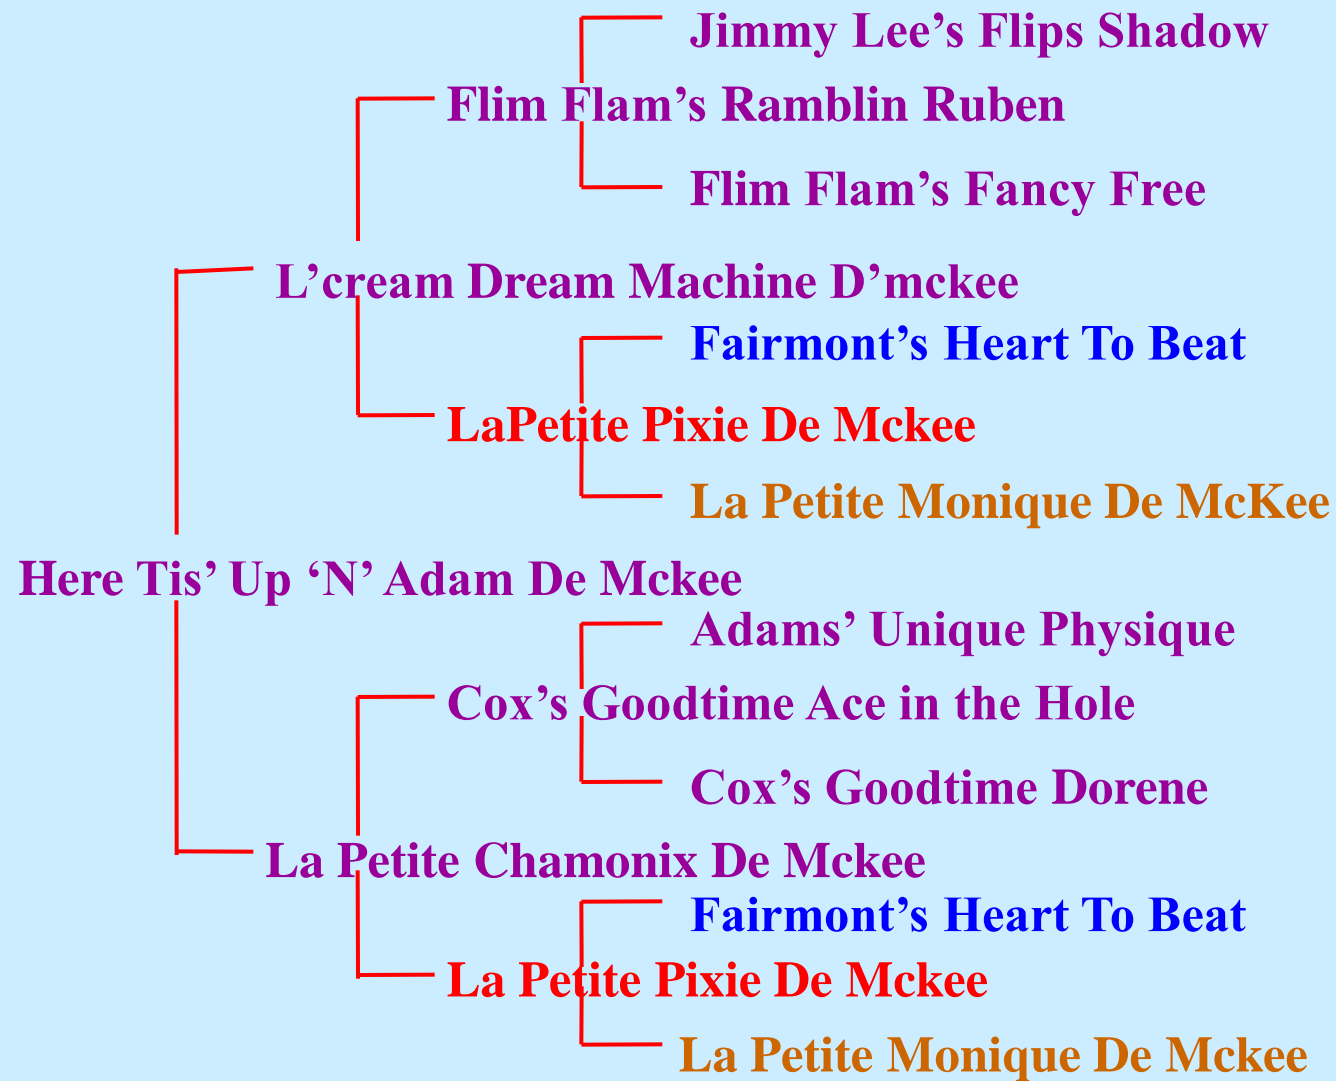 Jimmy Lee’s Flips Shadow
Flim Flam’s Ramblin Ruben
Flim Flam’s Fancy Free
L’cream Dream Machine D’mckee
Fairmont’s Heart To Beat
LaPetite Pixie De Mckee
La Petite Monique De McKee
Here Tis’ Up ‘N’ Adam De Mckee
Adams’ Unique Physique
Cox’s Goodtime Ace in the Hole
Cox’s Goodtime Dorene
La Petite Chamonix De Mckee
Fairmont’s Heart To Beat
La Petite Pixie De Mckee
La Petite Monique De Mckee